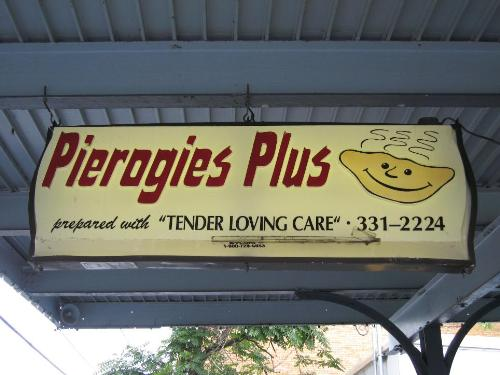 Pierogies Plus
prepared with "TENDER LOVING CARE" · 331-2224